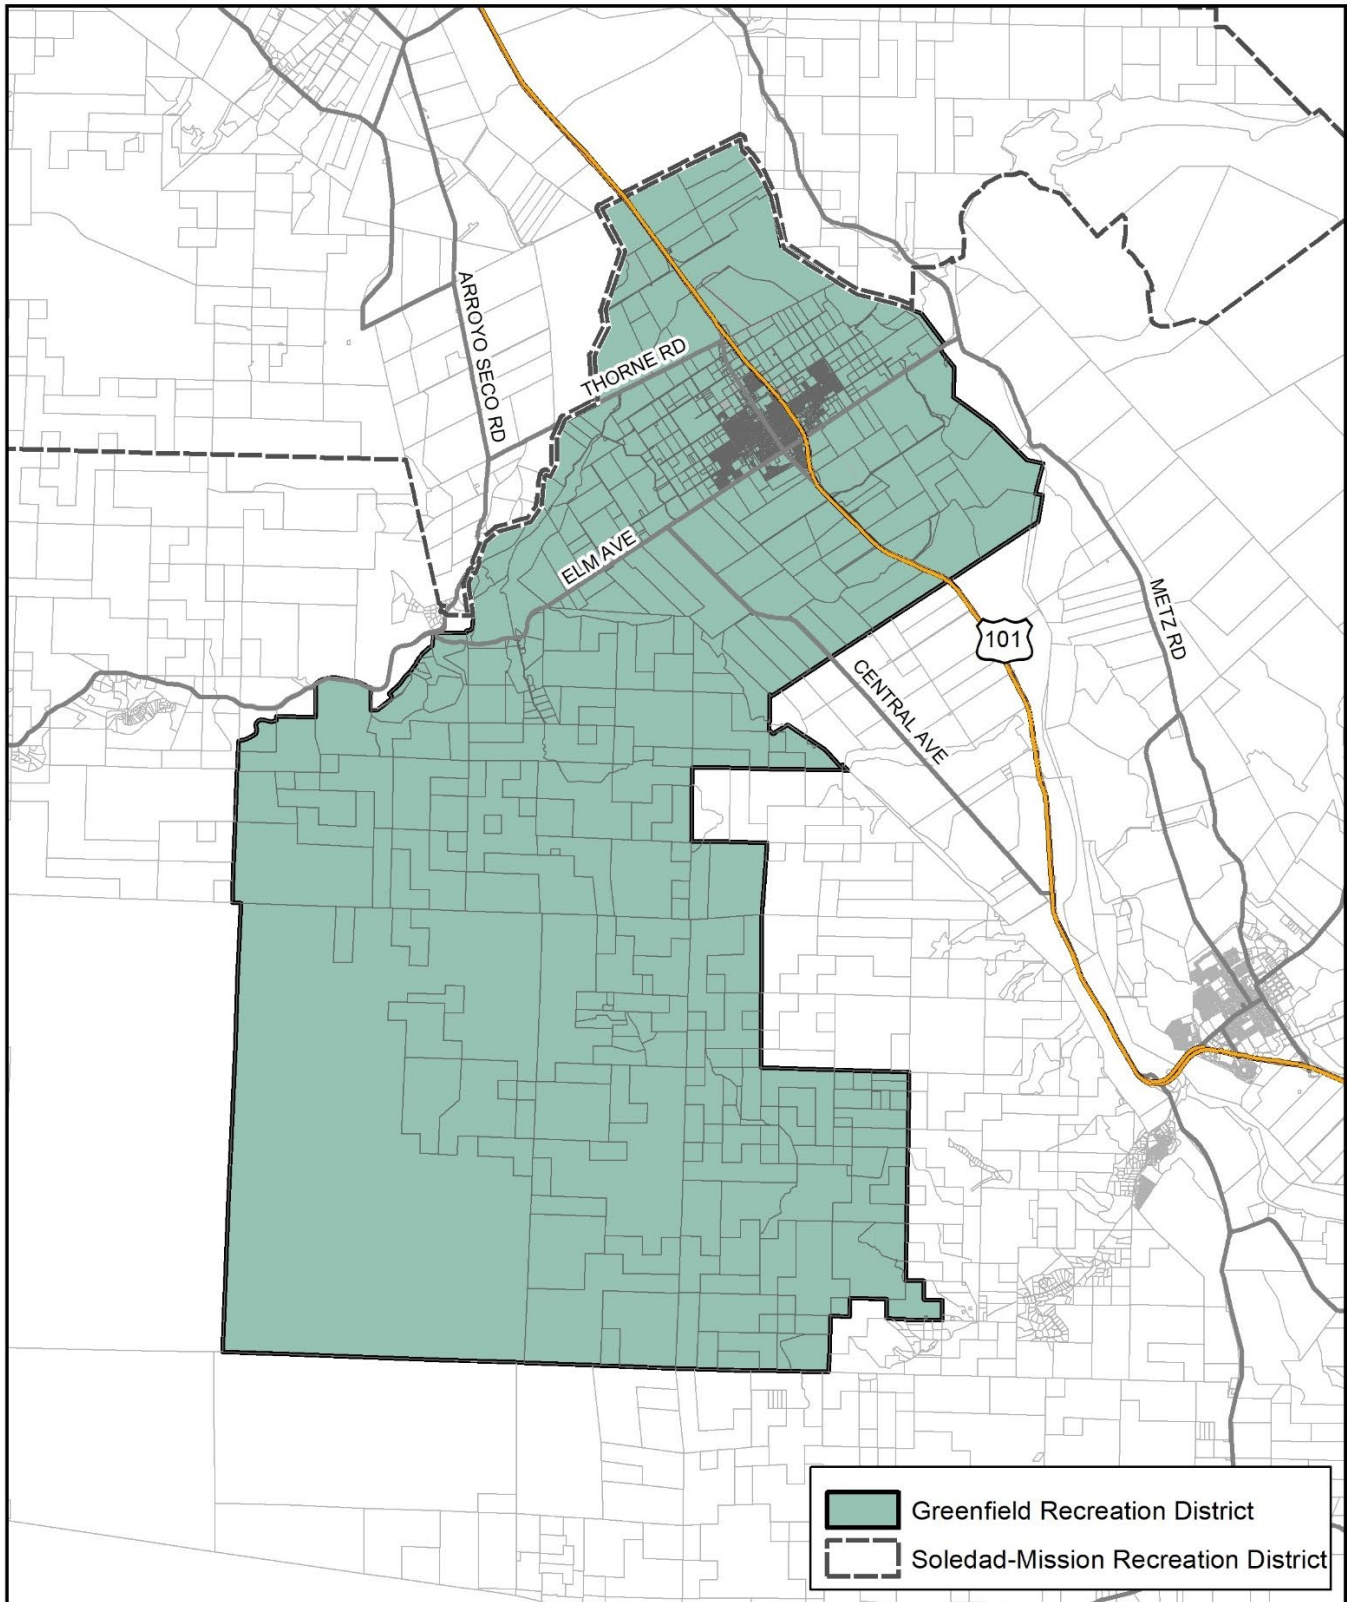 ARROYO SECO RD
THORNE RD
ELM AVE
METZ RD
101
CENTRAL AVE
Greenfield Recreation District
Soledad-Mission Recreation District